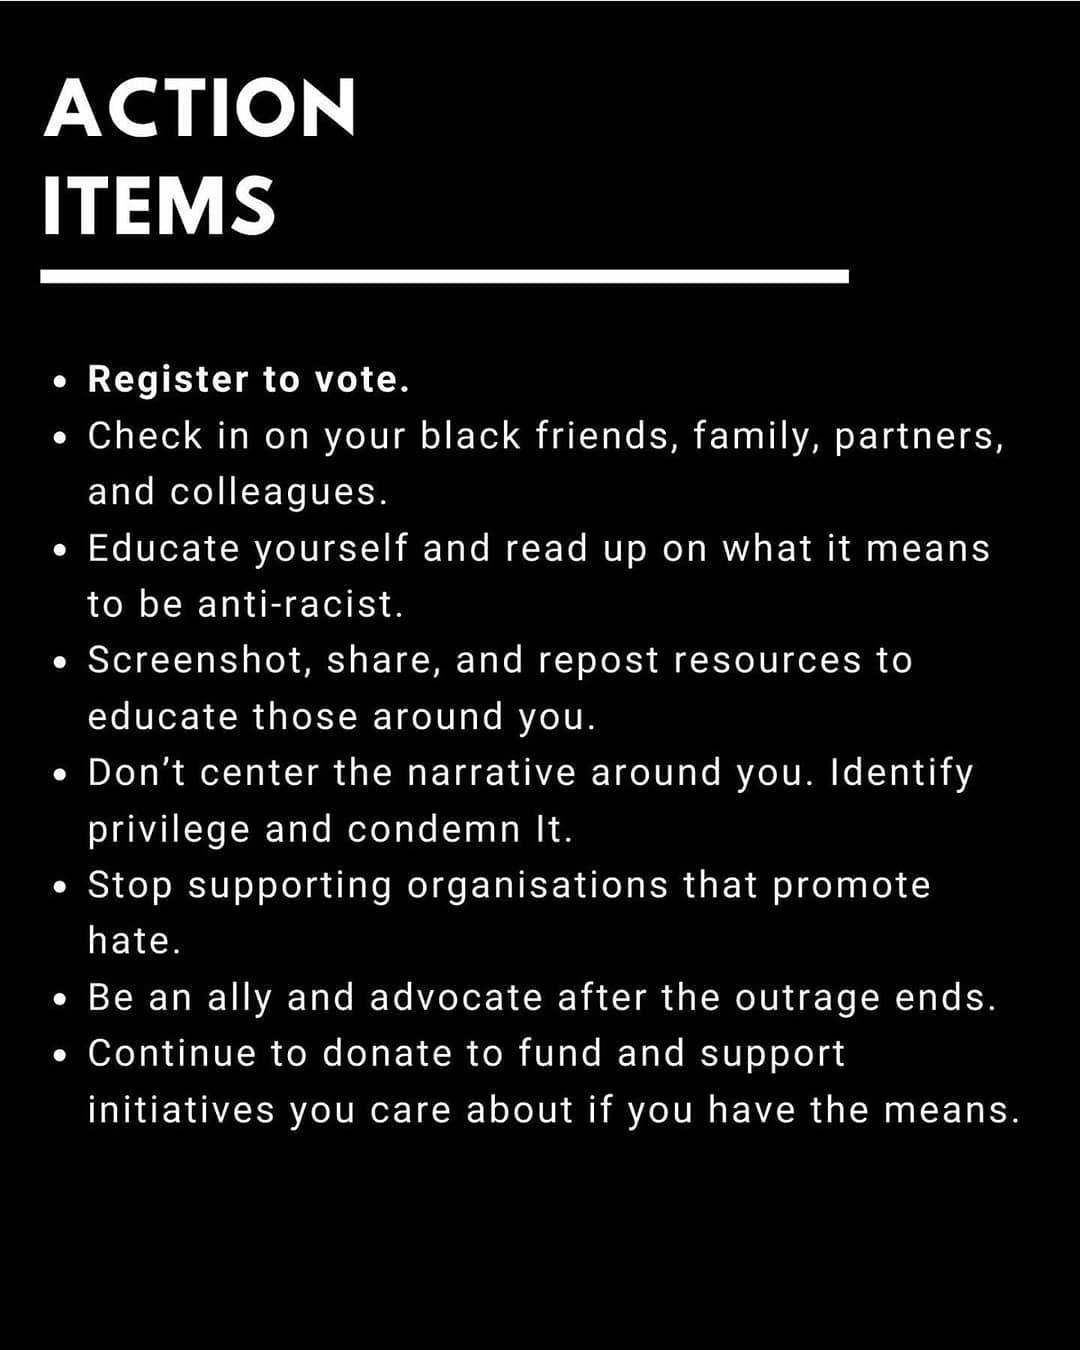 ACTION
ITEMS
• Register to vote.
• Check in on your black friends, family, partners,
and colleagues.
• Educate yourself and read up on what it means
to be anti-racist.
• Screenshot, share, and repost resources to
educate those around you.
• Don’t center the narrative around you. Identify
privilege and condemn It.
• Stop supporting organisations that promote
hate.
• Be an ally and advocate after the outrage ends.
• Continue to donate to fund and support
initiatives you care about if you have the means.